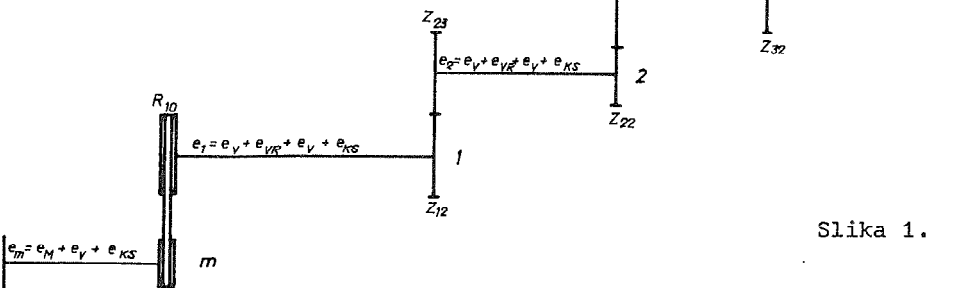 Z23
Z32
e2=ev+eVR+ev+eKS
2
R10
Z22
e1=ev+eVR+ev+eKS
1
Z12
Slika 1.
em=eM+ev+eKS
m